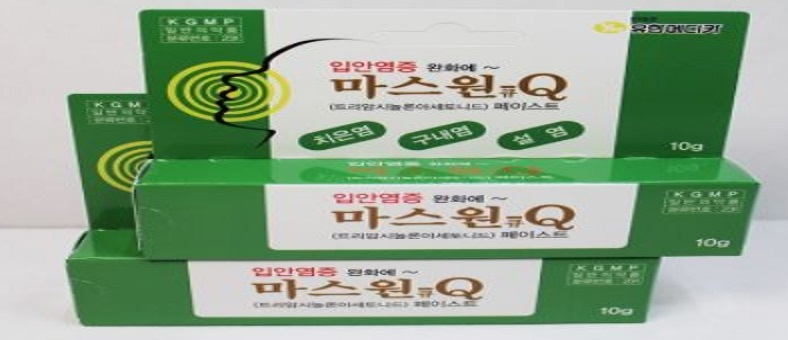 KGMP
일반의약품
유희메디카
입안염증 완화에 ~
마스원큐Q
(트리암시놀론아세토니드) 페이스트
치은염 구내염 설염
10g
KGM
입안염증 완화에 ~
마스원큐Q
(트리암시놀론아세토니드) 페이스트
KGMP
일반의약품
10g
입안염증 완화에 ~
마스원큐Q
(트리암시놀론아세토니드) 페이스트
KGMP
일반의약품
10g